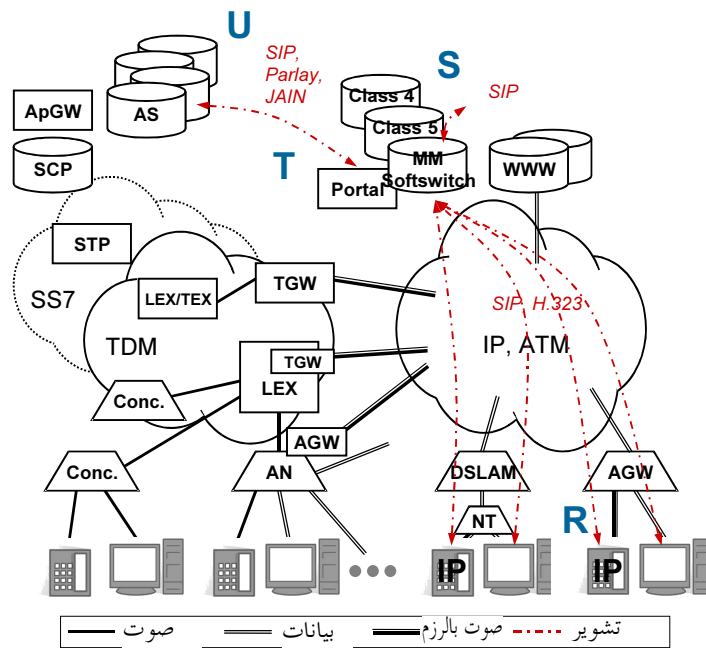 U
SIP,
Parlay,
JAIN
S
Class 4
SIP
ApGW
AS
Class 5
SCP
T
MM
Softswitch
WWW
Portal
STP
SS7
LEX/TEX
TGW
SIP, H.323
TDM
IP, ATM
TGW
LEX
Conc.
AGW
Conc.
AN
DSLAM
AGW
NT
R
IP
IP
صوت
بيانات
صوت بالرزم
تشوير